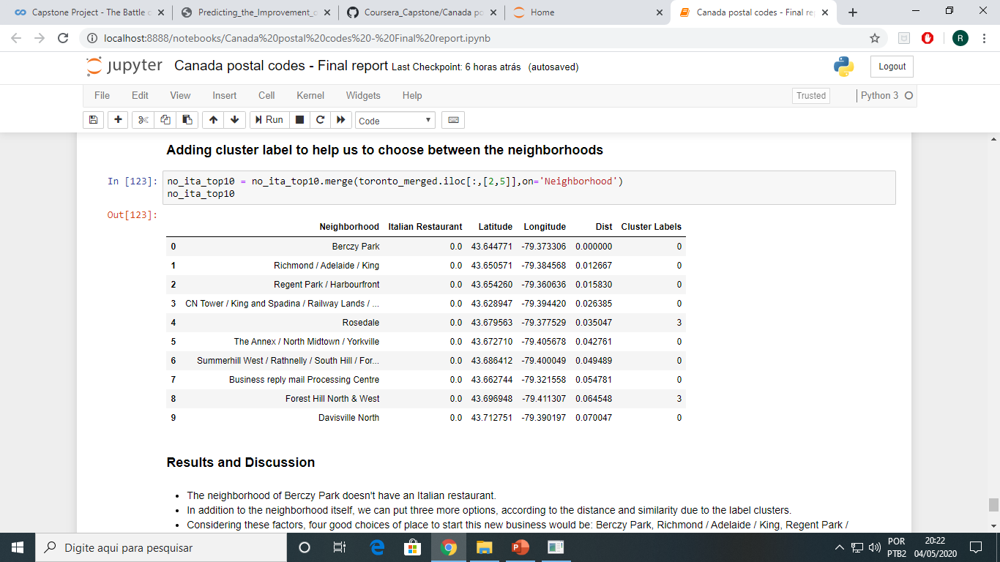 Capstone Project - The Battle o
Predicting_the_Improvement_o
Coursera_Capstone/Canada po
Home
Canada postal codes - Final rep
localhost:8888/notebooks/Canada%20postal%20codes%20-%20Final%20report.ipynb
R
jupyter Canada postal codes - Final report Last Checkpoint: 6 horas atrás (autosaved)
Logout
File Edit View Insert Cell Kernel Widgets Help
Trusted
Python 3
Run
Code
Adding cluster label to help us to choose between the neighborhoods
In [123]: no_ita_top10 = no_ita_top10.merge(toronto_merged.iloc[:,[2,5]],on='Neighborhood')
no_ita_top10
Out[123]:
Neighborhood Italian Restaurant Latitude Longitude Dist Cluster Labels
0 Berczy Park 0.0 43.644771 -79.373306 0.000000 0
1 Richmond / Adelaide / King 0.0 43.650571 -79.384568 0.012667 0
2 Regent Park / Harbourfront 0.0 43.654260 -79.360636 0.015830 0
3 CN Tower / King and Spadina / Railway Lands / ... 0.0 43.628947 -79.394420 0.026385 0
4 Rosedale 0.0 43.679563 -79.377529 0.035047 3
5 The Annex / North Midtown / Yorkville 0.0 43.672710 -79.405678 0.042761 0
6 Summerhill West / Rathnelly / South Hill / For... 0.0 43.686412 -79.400049 0.049489 0
7 Business reply mail Processing Centre 0.0 43.662744 -79.321558 0.054781 0
8 Forest Hill North & West 0.0 43.696948 -79.411307 0.064548 3
9 Davisville North 0.0 43.712751 -79.390197 0.070047 0
Results and Discussion
• The neighborhood of Berczy Park doesn't have an Italian restaurant.
• In addition to the neighborhood itself, we can put three more options, according to the distance and similarity due to the label clusters.
• Considering these factors, four good choices of place to start this new business would be: Berczy Park, Richmond / Adelaide / King, Regent Park /
Digite aqui para pesquisar
POR
PTB2
20:22
04/05/2020